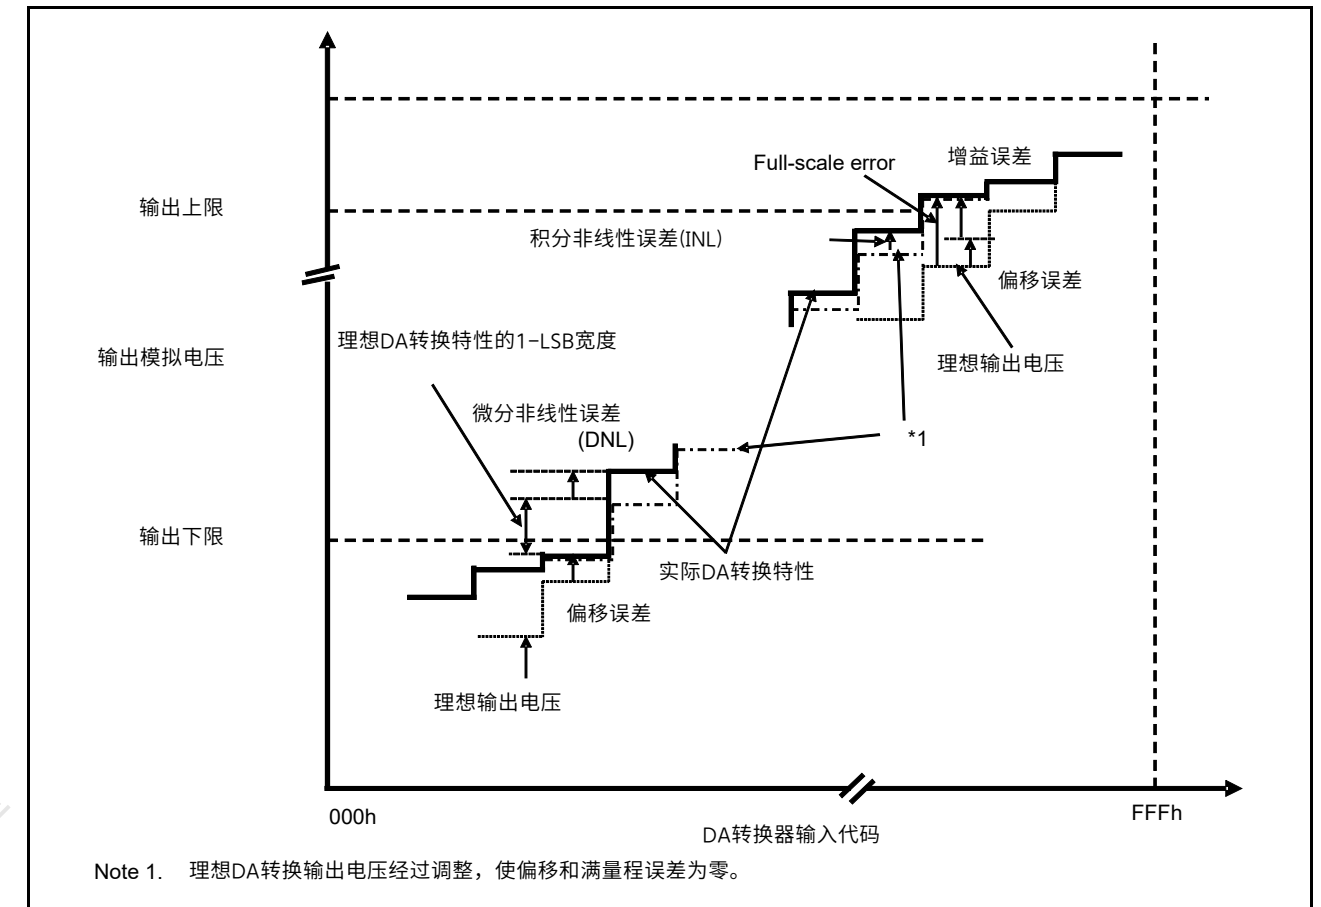 Full-scale error
增益误差
输出上限
积分非线性误差(INL)
偏移误差
理想DA转换特性的1-LSB宽度
输出模拟电压
理想输出电压
微分非线性误差
(DNL)
*1
输出下限
实际DA转换特性
偏移误差
理想输出电压
000h
FFFh
DA转换器输入代码
Note 1. 理想DA转换输出电压经过调整，使偏移和满量程误差为零。